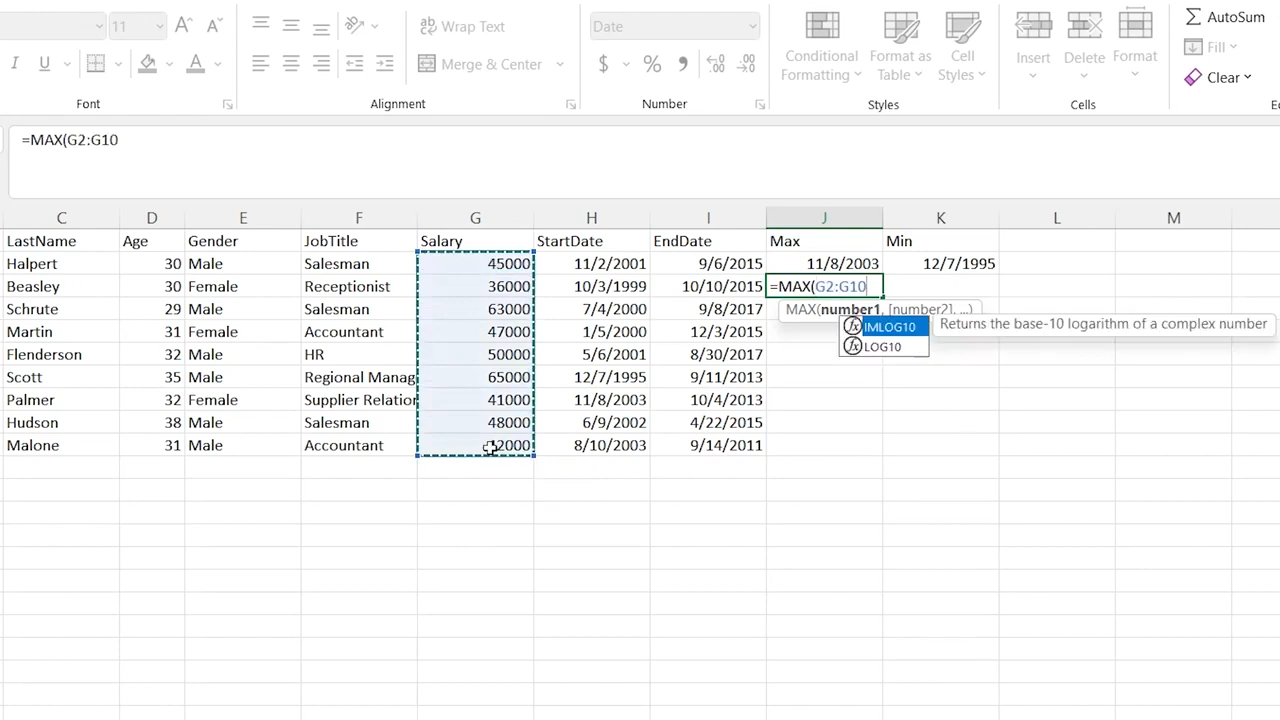 11 A^ A˅ ab Wrap Text Date Σ AutoSum
I U A Merge & Center $ % , Conditional Formatting Format as Table Cell Styles Insert Delete Format Fill
Clear
Font Alignment Number Styles Cells
=MAX(G2:G10
C D E F G H I J K L M
LastName Age Gender JobTitle Salary StartDate EndDate Max Min
Halpert 30 Male Salesman 45000 11/2/2001 9/6/2015 11/8/2003 12/7/1995
Beasley 30 Female Receptionist 36000 10/3/1999 10/10/2015 =MAX(G2:G10
Schrute 29 Male Salesman 63000 7/4/2000 9/8/2017 MAX(number1, [number2], ...)
Martin 31 Female Accountant 47000 1/5/2000 12/3/2015 IMLOG10 Returns the base-10 logarithm of a complex number
LOG10
Flenderson 32 Male HR 50000 5/6/2001 8/30/2017
Scott 35 Male Regional Manag 65000 12/7/1995 9/11/2013
Palmer 32 Female Supplier Relation 41000 11/8/2003 10/4/2013
Hudson 38 Male Salesman 48000 6/9/2002 4/22/2015
Malone 31 Male Accountant 8/10/2003 9/14/2011